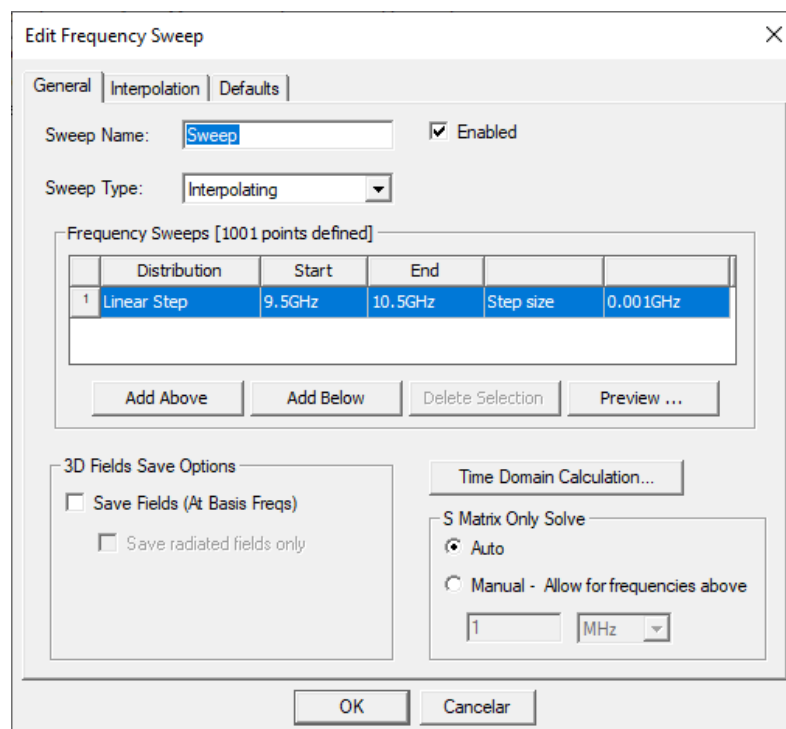 Edit Frequency Sweep
General Interpolation Defaults
Sweep Name: Sweep Enabled
Sweep Type: Interpolating
Frequency Sweeps [1001 points defined]
Distribution Start End
1 Linear Step 9.5GHz 10.5GHz Step size 0.001GHz
Add Above Add Below Delete Selection Preview ...
3D Fields Save Options
Save Fields (At Basis Freqs)
Save radiated fields only
Time Domain Calculation...
S Matrix Only Solve
Auto
Manual - Allow for frequencies above
1 MHz
OK Cancelar